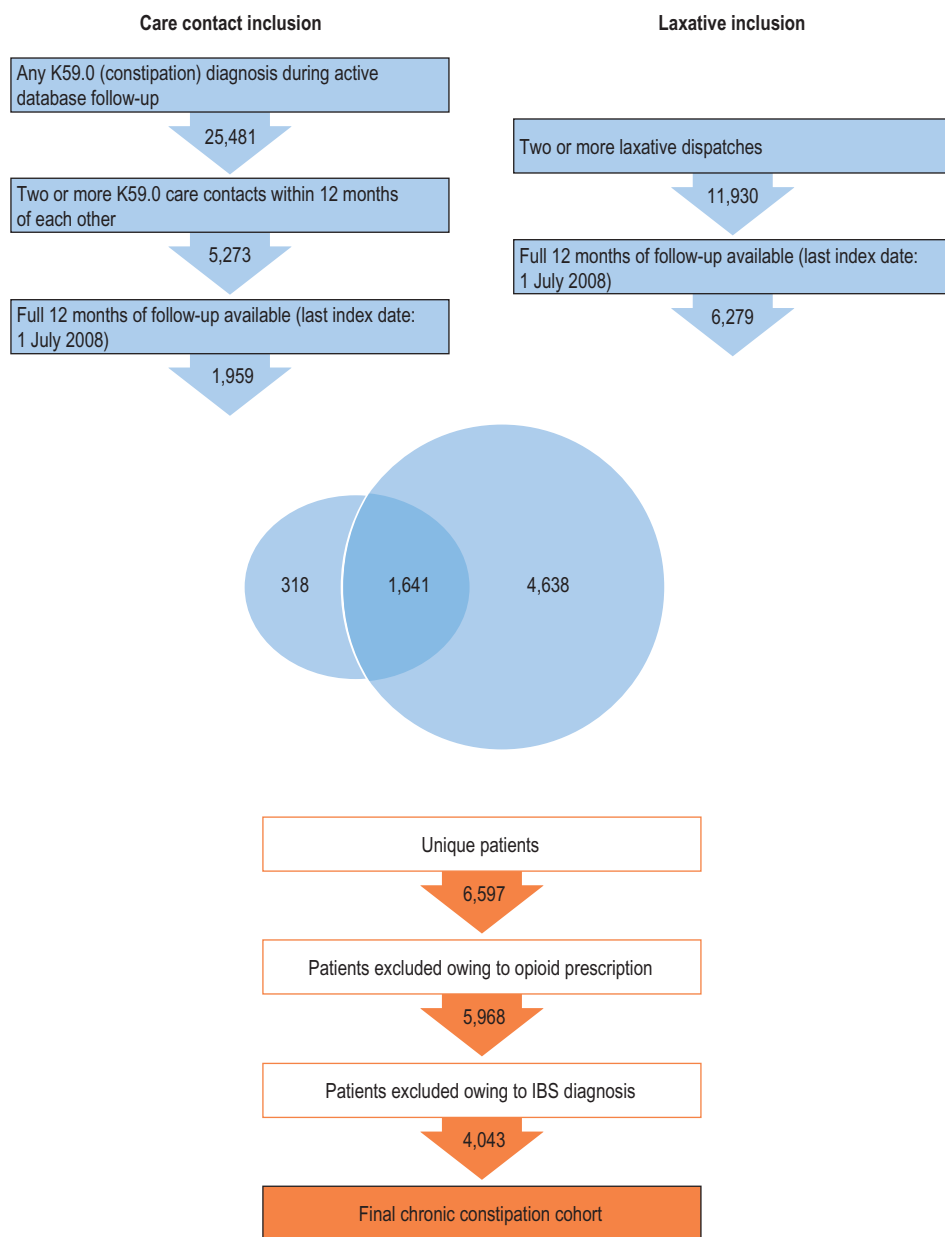 Care contact inclusion
Any K59.0 (constipation) diagnosis during active
database follow-up
25,481
Two or more K59.0 care contacts within 12 months
of each other
5,273
Full 12 months of follow-up available (last index date:
1 July 2008)
1,959
Laxative inclusion
Two or more laxative dispatches
11,930
Full 12 months of follow-up available (last index date:
1 July 2008)
6,279
318
1,641
4,638
Unique patients
6,597
Patients excluded owing to opioid prescription
5,968
Patients excluded owing to IBS diagnosis
4,043
Final chronic constipation cohort